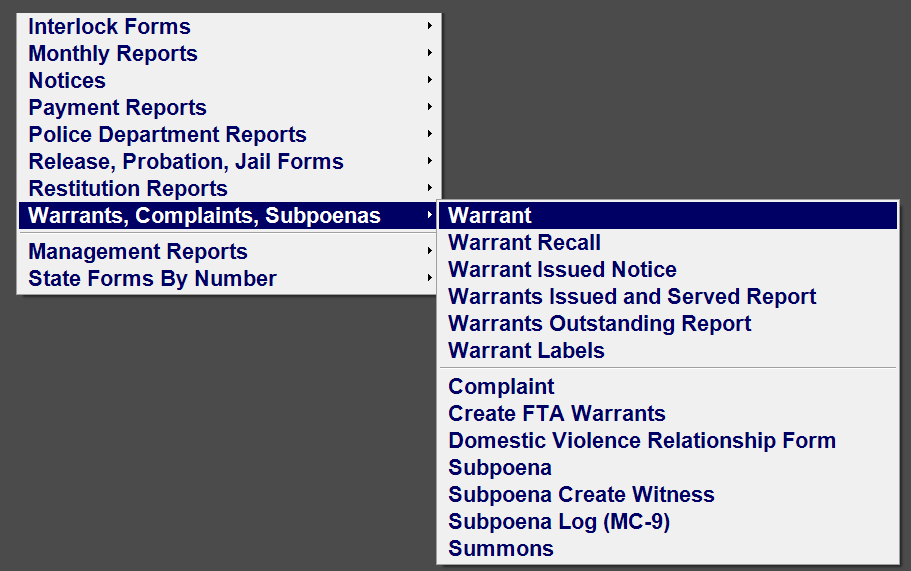 Interlock Forms
Monthly Reports
Notices
Payment Reports
Police Department Reports
Release, Probation, Jail Forms
Restitution Reports
Warrants, Complaints, Subpoenas
Management Reports
State Forms By Number
Warrant
Warrant Recall
Warrant Issued Notice
Warrants Issued and Served Report
Warrants Outstanding Report
Warrant Labels
Complaint
Create FTA Warrants
Domestic Violence Relationship Form
Subpoena
Subpoena Create Witness
Subpoena Log (MC-9)
Summons